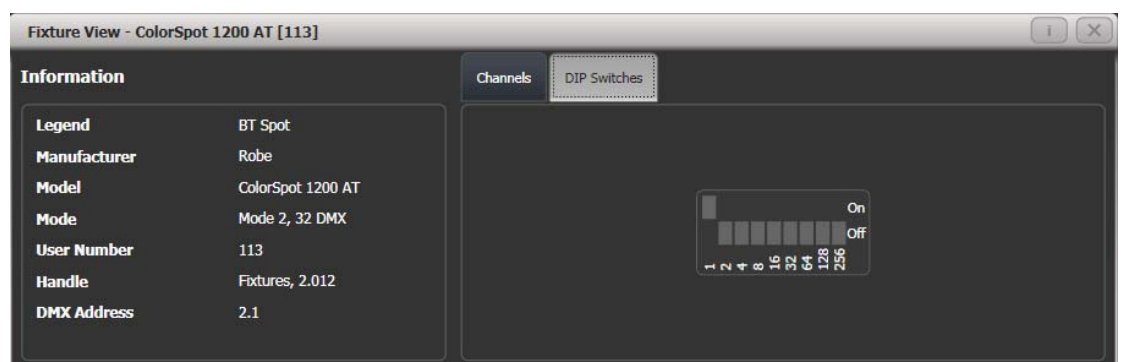 Fixture View - ColorSpot 1200 AT [113]
i X
Information
Channels DIP Switches
Legend BT Spot
Manufacturer Robe
Model ColorSpot 1200 AT
Mode Mode 2, 32 DMX
User Number 113
Handle Fixtures, 2.012
DMX Address 2.1
On
Off
1 2 4 8 16 32 64 128 256